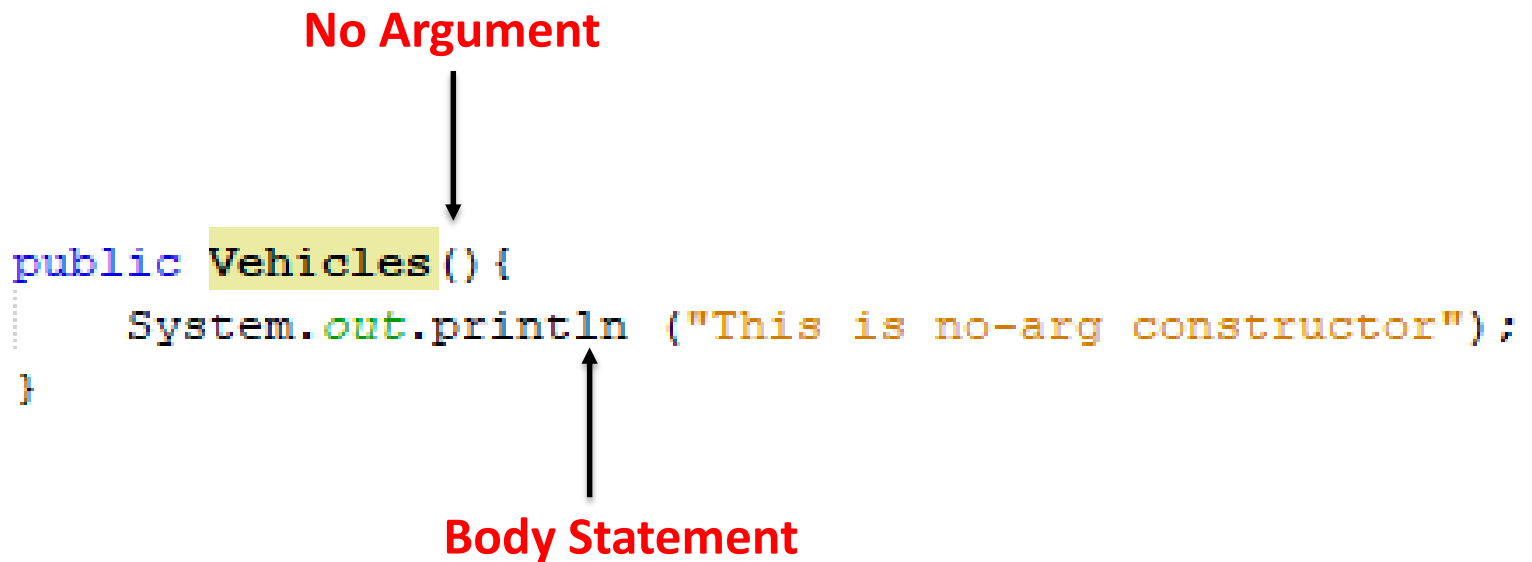 No Argument
public Vehicles(){
System.out.println ("This is no-arg constructor");
}
Body Statement